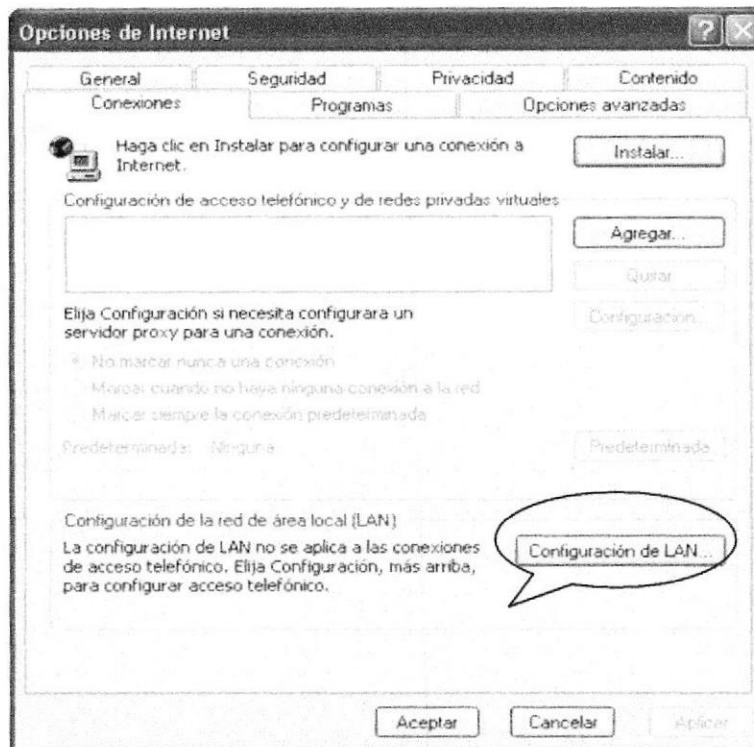 Opciones de Internet
General Seguridad Privacidad Contenido
Conexiones Programas Opciones avanzadas
Haga clic en Instalar para configurar una conexión a
Internet.
Instalar...
Configuración de acceso telefónico y de redes privadas virtuales
Agregar...
Quitar
Elija Configuración si necesita configurara un
servidor proxy para una conexión.
Configuración...
No marcar nunca una conexión
Marcar cuando no haya ninguna conexión a la red
Marcar siempre la conexión predeterminada
Predeterminada: Ninguna
Predeterminada
Configuración de la red de área local (LAN)
La configuración de LAN no se aplica a las conexiones
de acceso telefónico. Elija Configuración, más arriba,
para configurar acceso telefónico.
Configuración de LAN...
Aceptar Cancelar Aplicar